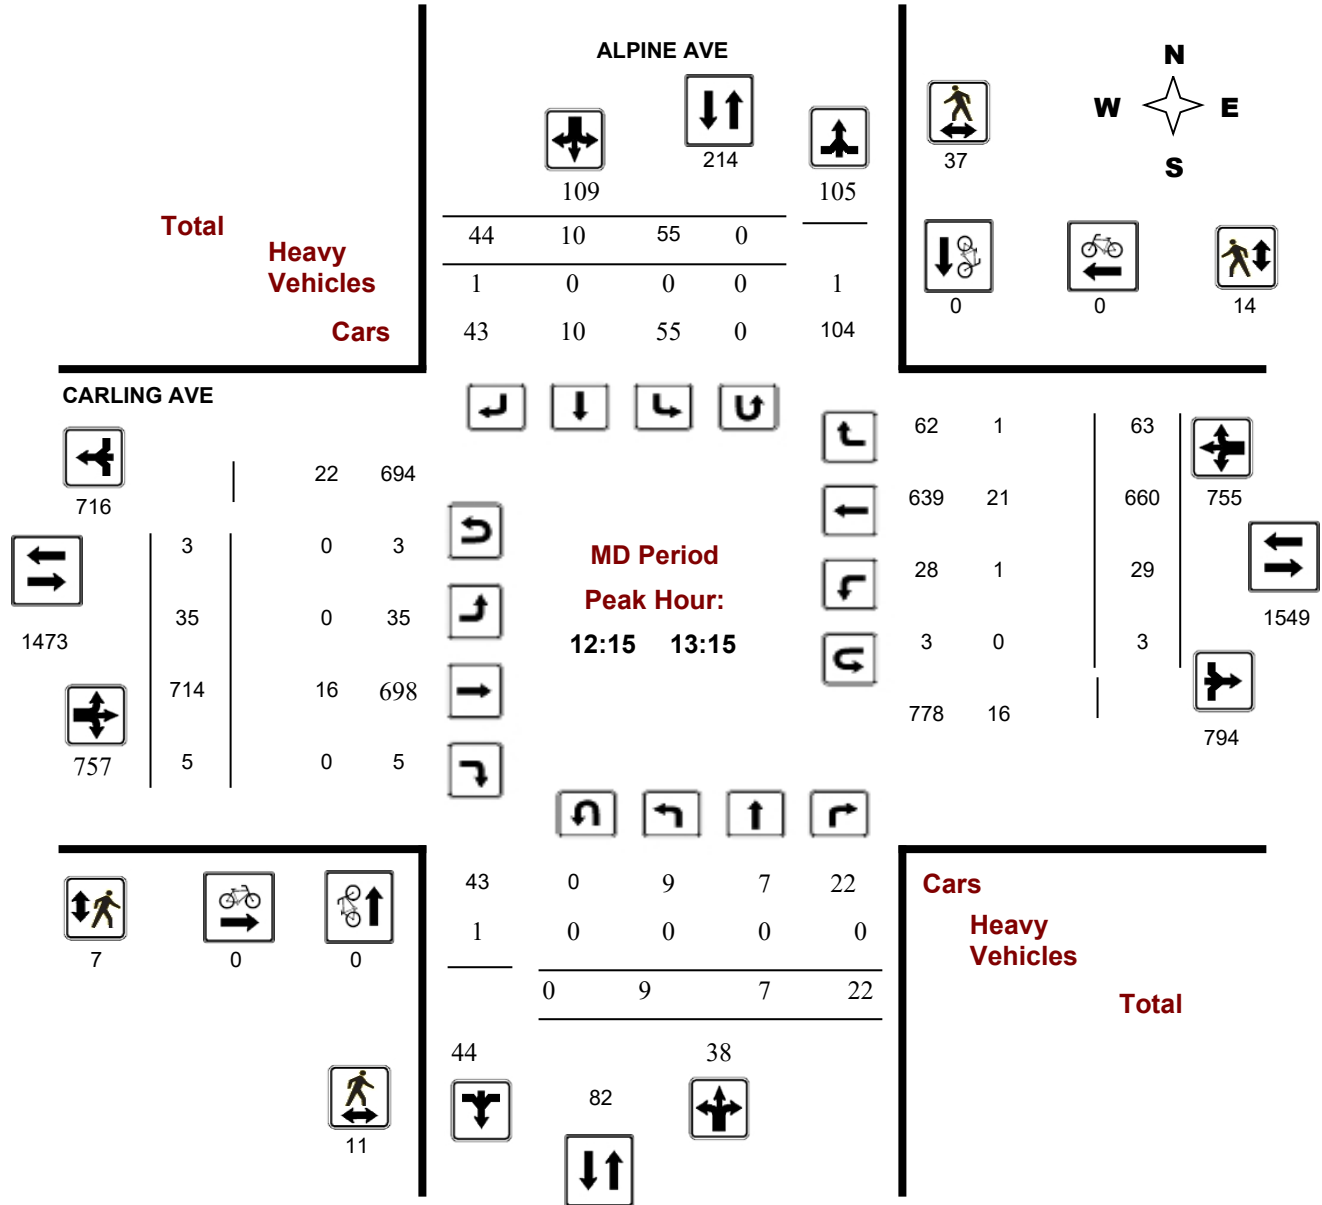 ALPINE AVE
N
W E
S
214
37
109
105
Total
44 10 55 0
Heavy
Vehicles
1 0 0 0 1
0 0 14
Cars
43 10 55 0 104
CARLING AVE
62 1 63
22 694
716
639 21 660 755
3 0 3
MD Period
28 1 29
Peak Hour:
35 0 35
1473
12:15 13:15
3 0 3
1549
714 16 698
778 16
794
757 5 0 5
43 0 9 7 22
Cars
1 0 0 0 0
Heavy
Vehicles
7 0 0
0 9 7 22
Total
44 38
82
11